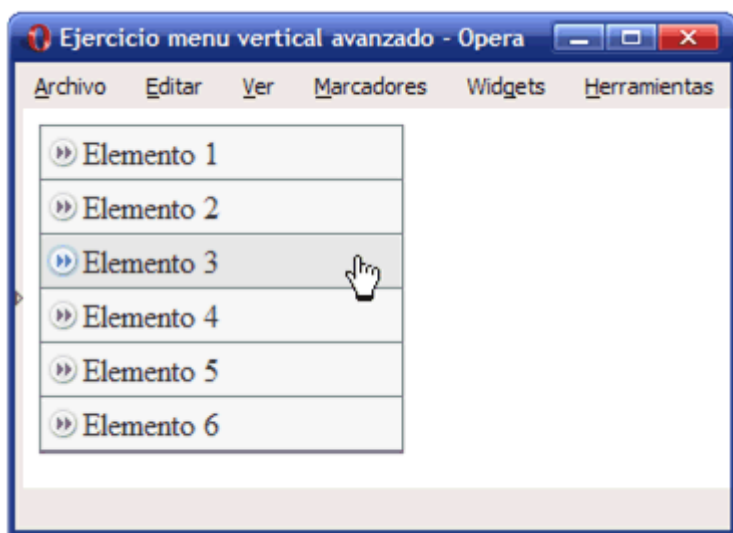 Ejercicio menu vertical avanzado - Opera
Archivo Editar Ver Marcadores Widgets Herramientas
Elemento 1
Elemento 2
Elemento 3
Elemento 4
Elemento 5
Elemento 6